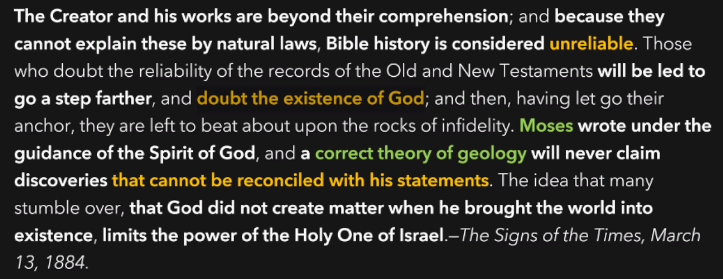 The Creator and his works are beyond their comprehension; and because they
cannot explain these by natural laws, Bible history is considered unreliable. Those
who doubt the reliability of the records of the Old and New Testaments will be led to
go a step farther, and doubt the existence of God; and then, having let go their
anchor, they are left to beat about upon the rocks of infidelity. Moses wrote under the
guidance of the Spirit of God, and a correct theory of geology will never claim
discoveries that cannot be reconciled with his statements. The idea that many
stumble over, that God did not create matter when he brought the world into
existence, limits the power of the Holy One of Israel.—The Signs of the Times, March
13, 1884.